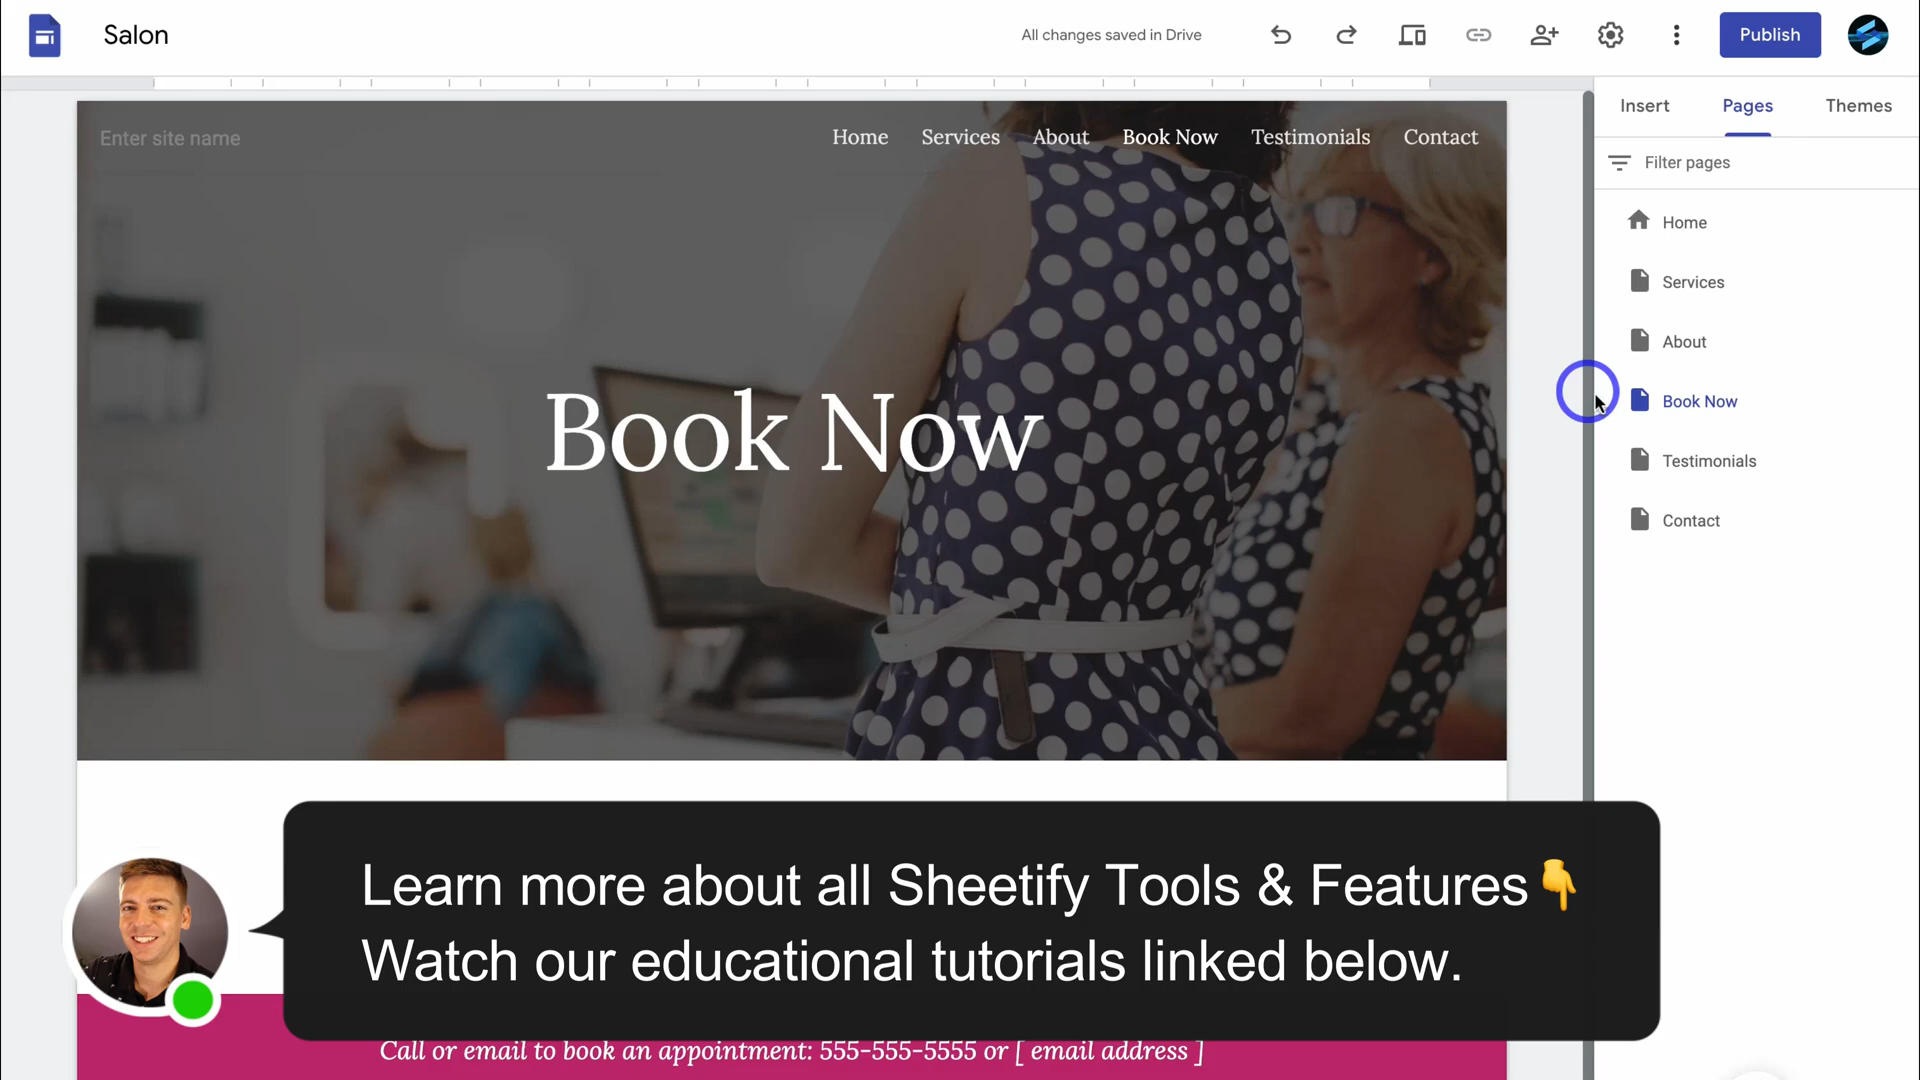 Salon
All changes saved in Drive
Publish
Insert
Pages
Themes
Enter site name
Home
Services
About
Book Now
Testimonials
Contact
Filter pages
Home
Services
About
Book Now
Testimonials
Contact
Book Now
Learn more about all Sheetify Tools & Features👇
Watch our educational tutorials linked below.
Call or email to book an appointment: 555-555-5555 or [ email address ]